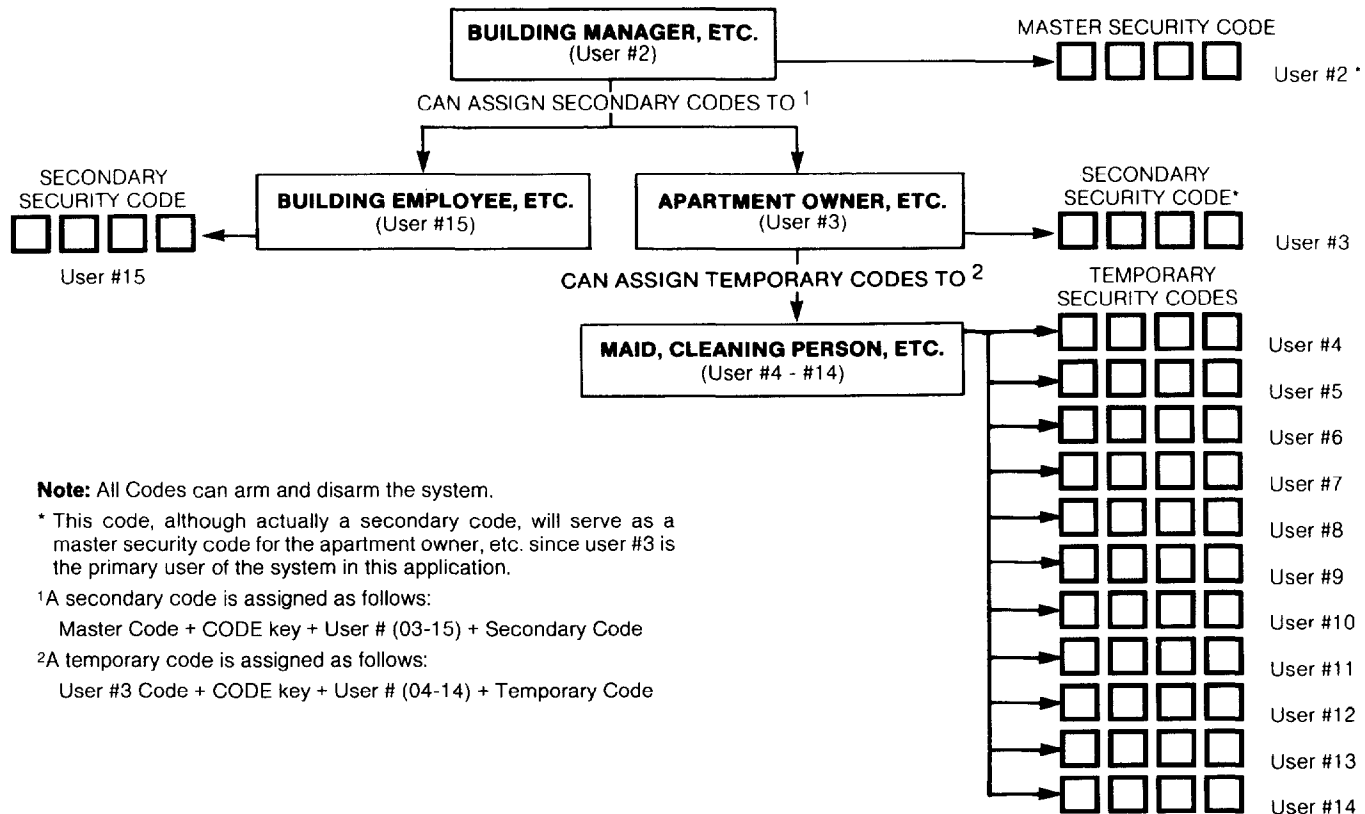 BUILDING MANAGER, ETC.
(User #2)
MASTER SECURITY CODE
User #2 *
CAN ASSIGN SECONDARY CODES TO 1
SECONDARY
SECURITY CODE
User #15
BUILDING EMPLOYEE, ETC.
(User #15)
APARTMENT OWNER, ETC.
(User #3)
SECONDARY
SECURITY CODE*
User #3
CAN ASSIGN TEMPORARY CODES TO 2
MAID, CLEANING PERSON, ETC.
(User #4 - #14)
TEMPORARY
SECURITY CODES
User #4
User #5
User #6
User #7
User #8
User #9
User #10
User #11
User #12
User #13
User #14
Note: All Codes can arm and disarm the system.
* This code, although actually a secondary code, will serve as a
master security code for the apartment owner, etc. since user #3 is
the primary user of the system in this application.
1A secondary code is assigned as follows:
Master Code + CODE key + User # (03-15) + Secondary Code
2A temporary code is assigned as follows:
User #3 Code + CODE key + User # (04-14) + Temporary Code